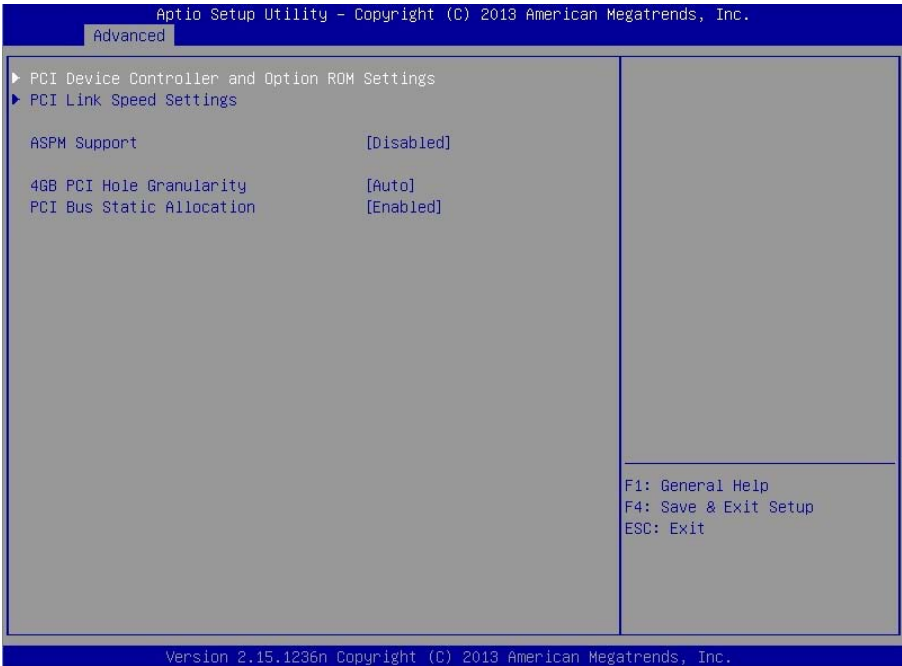 Aptio Setup Utility – Copyright (C) 2013 American Megatrends, Inc.
Advanced
PCI Device Controller and Option ROM Settings
PCI Link Speed Settings
ASPM Support [Disabled]
4GB PCI Hole Granularity [Auto]
PCI Bus Static Allocation [Enabled]
F1: General Help
F4: Save & Exit Setup
ESC: Exit
Version 2.15.1236n Copyright (C) 2013 American Megatrends, Inc.